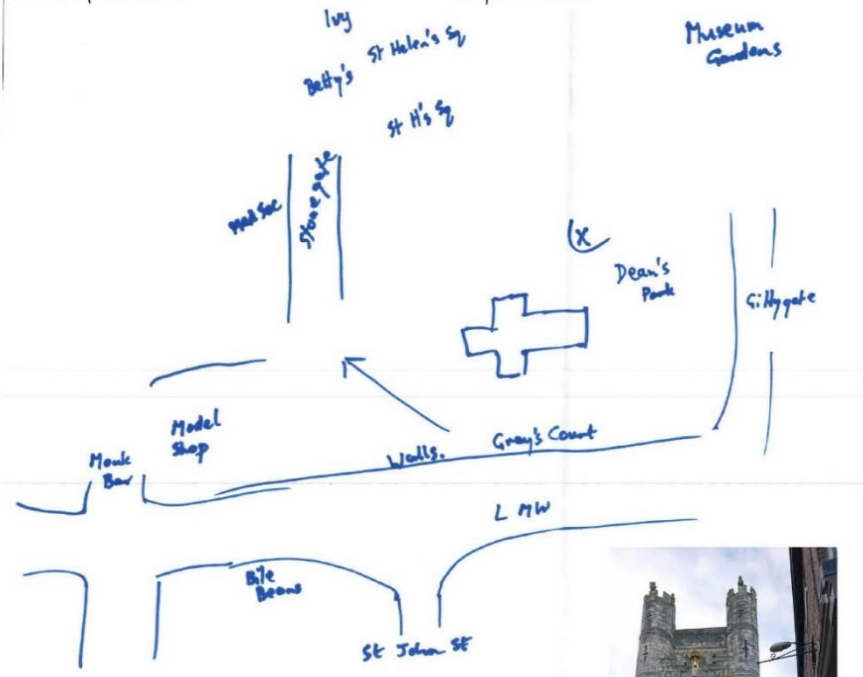 Ivy
St Helen's Sq
Betty's
St H's Sq
Museum
Gardens
Stonegate
Dean's
Park
Gillygate
x
Model
Shop
Monk
Bar
Walls.
Gray's Court
L MW
Bile
Beans
St John St